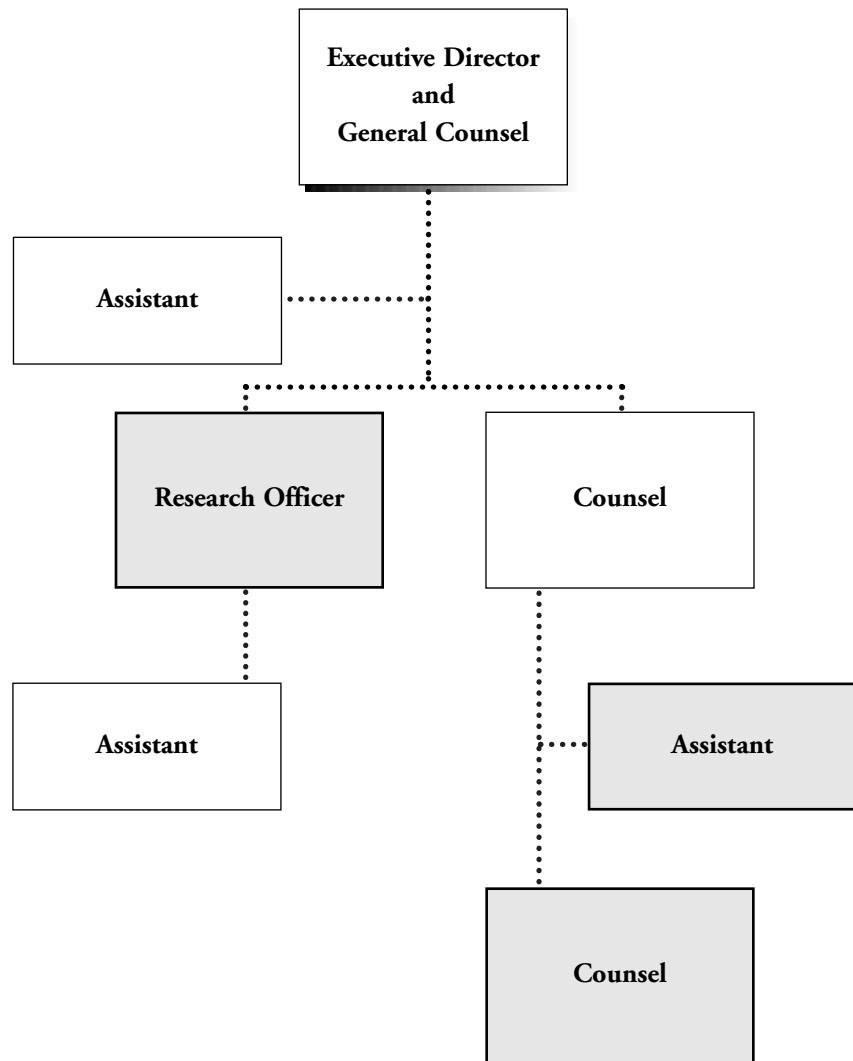 Executive Director
and
General Counsel
Assistant
Research Officer
Counsel
Assistant
Assistant
Counsel